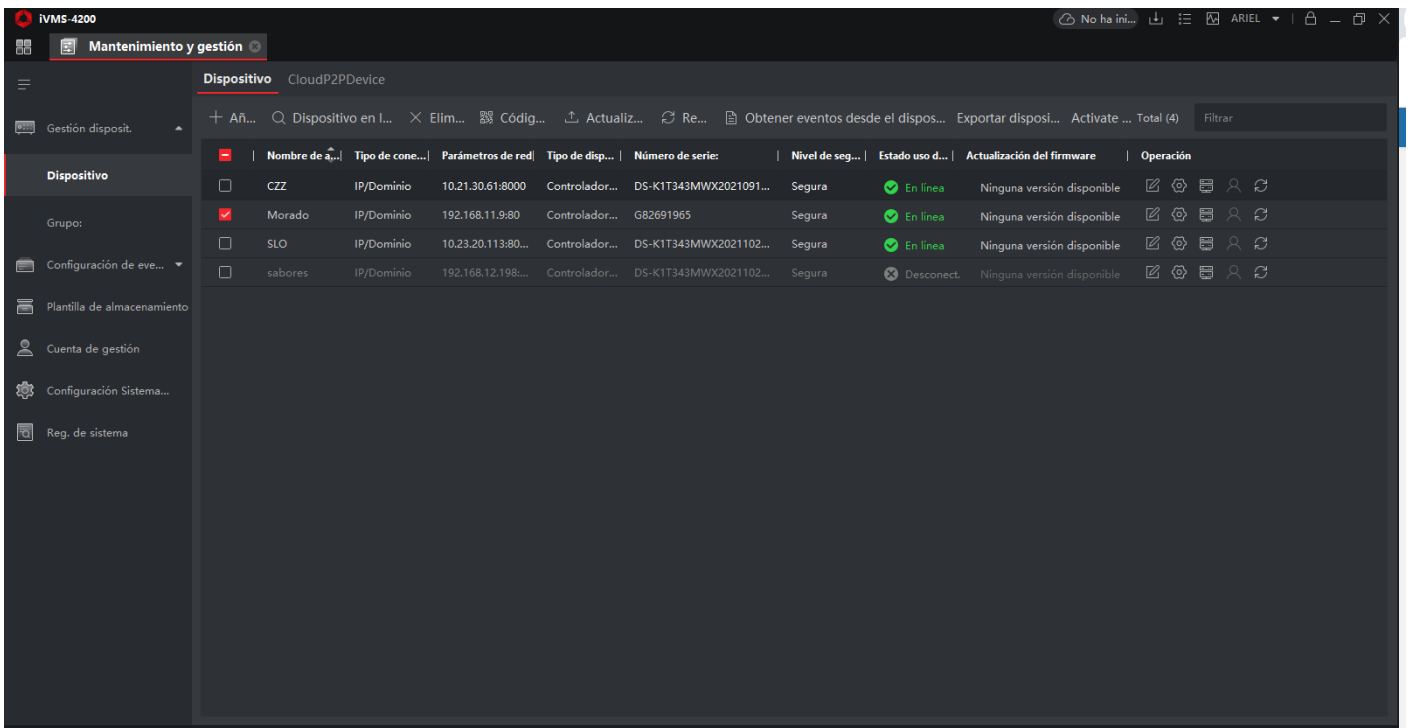 iVMS-4200 No ha ini... ARIEL
Mantenimiento y gestión
Dispositivo CloudP2PDevice
Añ... Dispositivo en l... Elim... Códig... Actualiz... Re... Obtener eventos desde el dispos... Exportar disposi... Activate ... Total (4) Filtrar
Gestión disposit.
Dispositivo
Grupo:
Configuración de eve...
Plantilla de almacenamiento
Cuenta de gestión
Configuración Sistema...
Reg. de sistema
Nombre de a... Tipo de cone... Parámetros de red Tipo de disp... Número de serie: Nivel de seg... Estado uso d... Actualización del firmware Operación
CZZ IP/Dominio 10.21.30.61:8000 Controlador... DS-K1T343MWX2021091... Segura En línea Ninguna versión disponible
Morado IP/Dominio 192.168.11.9:80 Controlador... G82691965 Segura En línea Ninguna versión disponible
SLO IP/Dominio 10.23.20.113:80... Controlador... DS-K1T343MWX2021102... Segura En línea Ninguna versión disponible
sabores IP/Dominio 192.168.12.198:... Controlador... DS-K1T343MWX2021102... Segura Desconect. Ninguna versión disponible